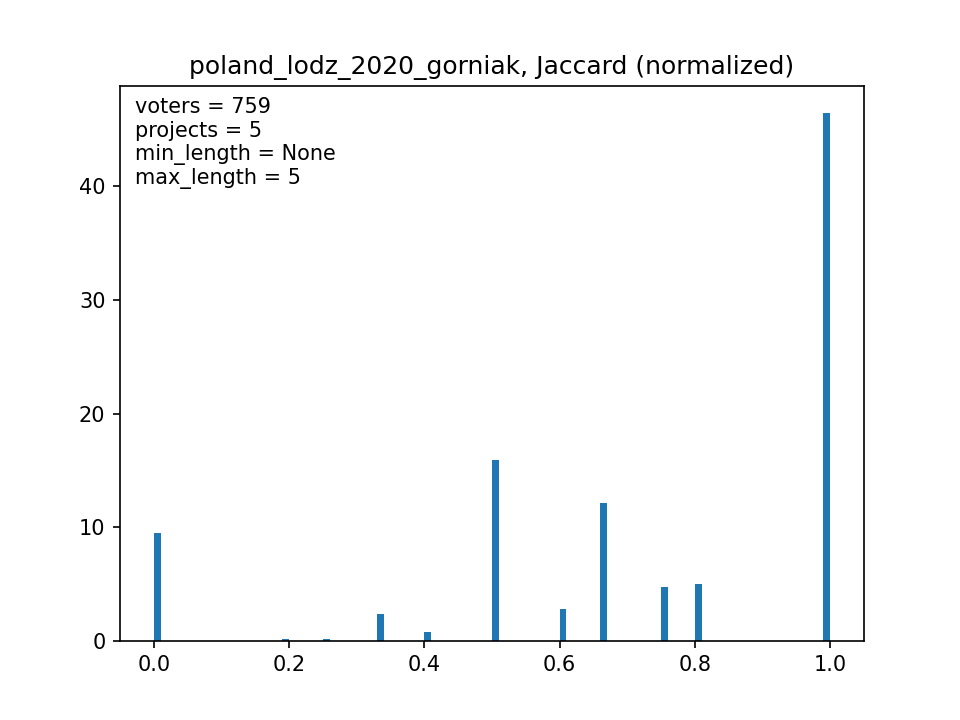 poland_lodz_2020_gorniak, Jaccard (normalized)
voters = 759
projects = 5
min_length = None
max_length = 5
40
30
20
10
0
0.0 0.2 0.4 0.6 0.8 1.0